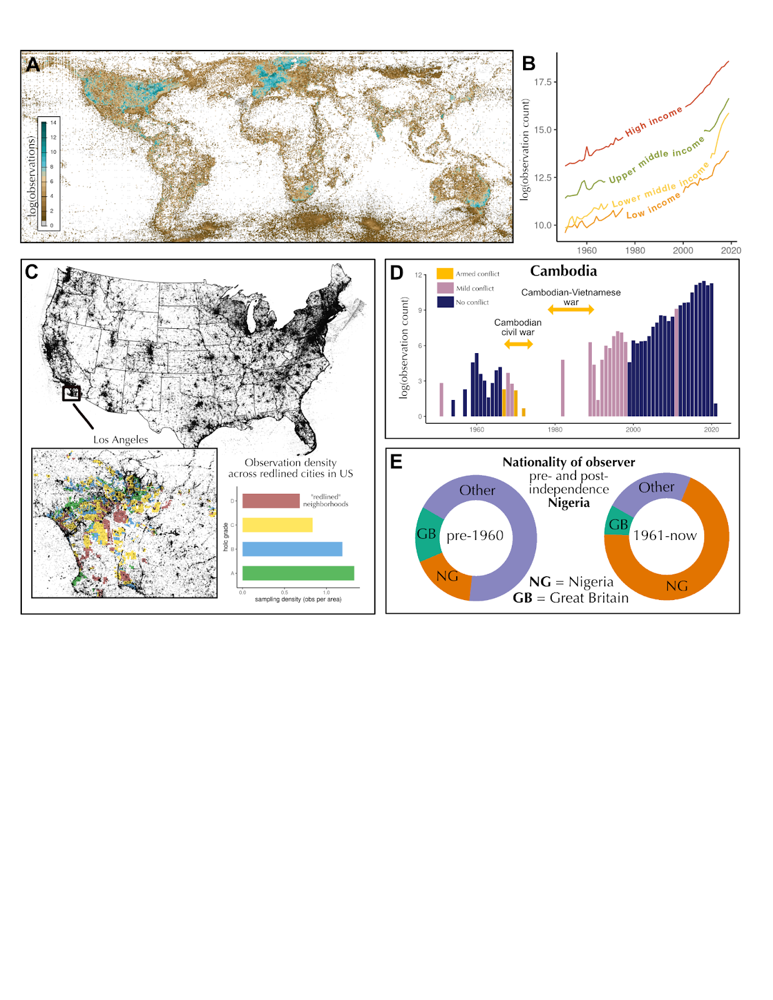 A
log(observations)
14
12
10
8
6
4
2
0
B
log(observation count)
17.5
15.0
12.5
10.0
High income
Upper middle income
Lower middle income
Low income
1960
1980
2000
2020
C
Los Angeles
Observation density
across redlined cities in US
holc grade
D
C
B
A
"redlined"
neighborhoods
0.0
0.5
1.0
sampling density (obs per area)
D
Cambodia
Armed conflict
Mild conflict
No conflict
log(observation count)
12
9
6
3
0
Cambodian-Vietnamese
war
Cambodian
civil war
1960
1980
2000
2020
E
Nationality of observer
pre- and post-
independence
Nigeria
Other
GB
pre-1960
NG
Other
GB
1961-now
NG
NG = Nigeria
GB = Great Britain